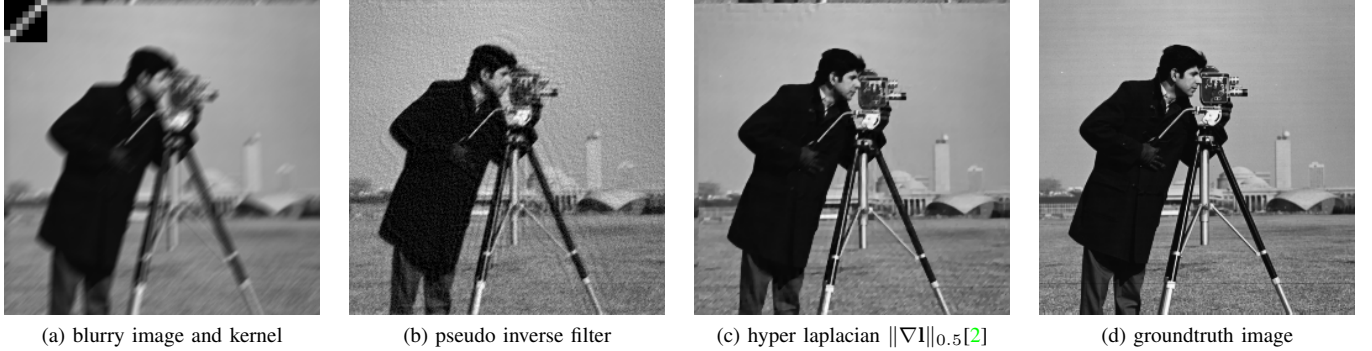 (a) blurry image and kernel
(b) pseudo inverse filter
(c) hyper laplacian ‖∇l‖₀.₅[2]
(d) groundtruth image